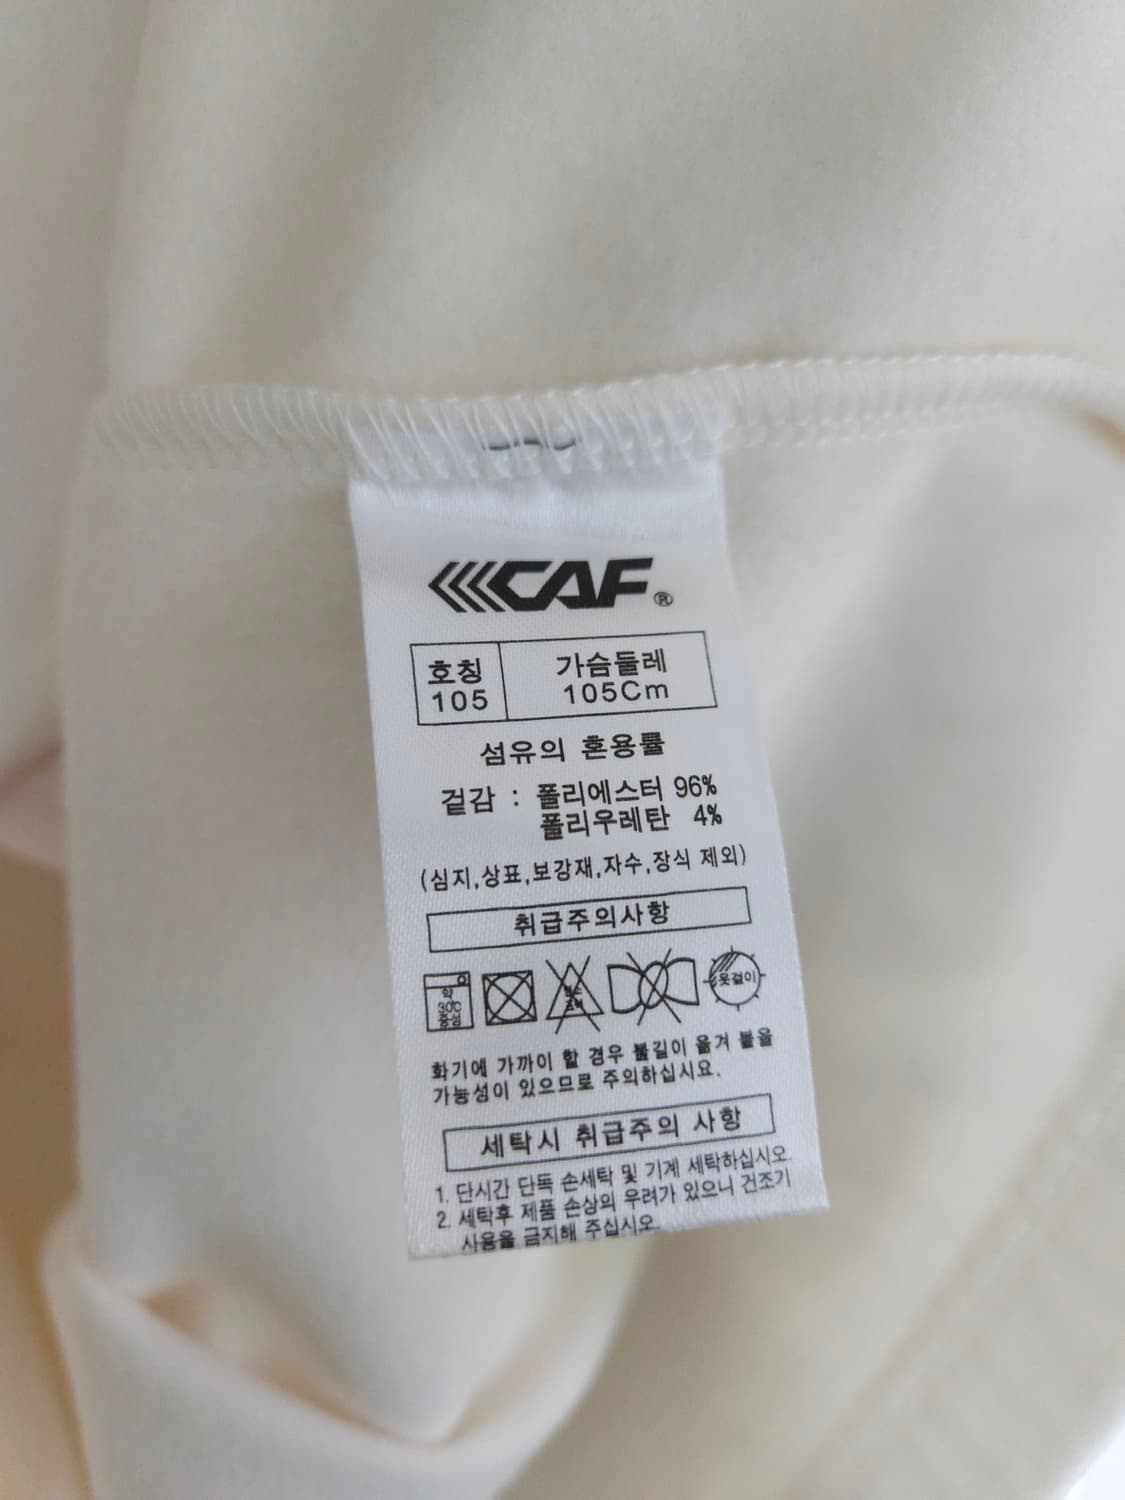 CAF®
호칭 가슴둘레
105 105Cm
섬유의 혼용률
겉감 : 폴리에스터 96%
폴리우레탄 4%
(심지,상표,보강재,자수,장식 제외)
취급주의사항
약
30℃
중성
옷걸이
화기에 가까이 할 경우 불길이 옮겨 붙을
가능성이 있으므로 주의하십시요.
세탁시 취급주의 사항
1. 단시간 단독 손세탁 및 기계 세탁하십시오.
2. 세탁후 제품 손상의 우려가 있으니 건조기
사용을 금지해 주십시오.